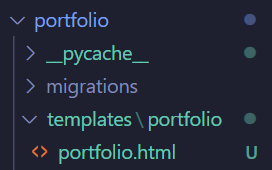 portfolio
__pycache__
migrations
templates \ portfolio
<> portfolio.html U